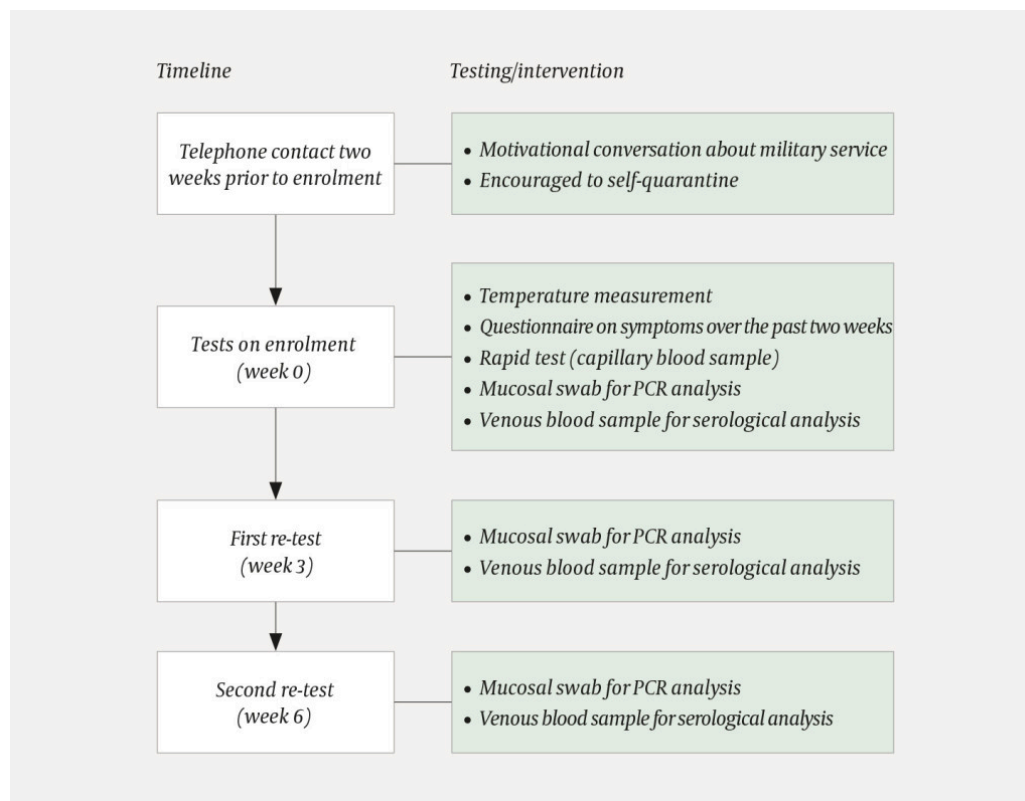 Timeline
Testing/intervention
Telephone contact two
weeks prior to enrolment
• Motivational conversation about military service
• Encouraged to self-quarantine
Tests on enrolment
(week 0)
• Temperature measurement
• Questionnaire on symptoms over the past two weeks
• Rapid test (capillary blood sample)
• Mucosal swab for PCR analysis
• Venous blood sample for serological analysis
First re-test
(week 3)
• Mucosal swab for PCR analysis
• Venous blood sample for serological analysis
Second re-test
(week 6)
• Mucosal swab for PCR analysis
• Venous blood sample for serological analysis